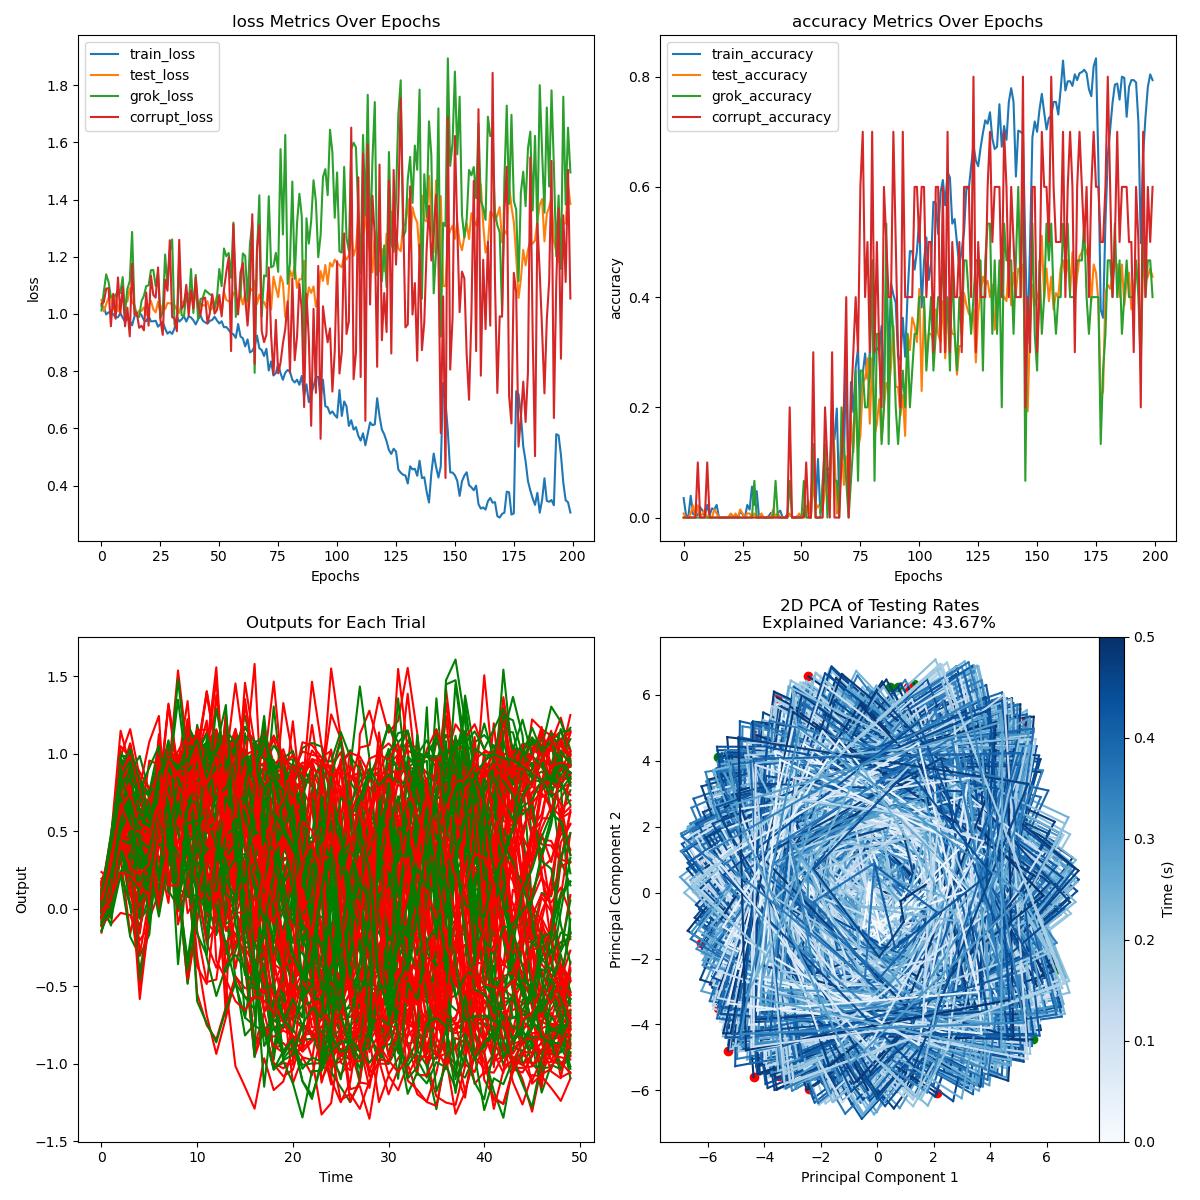 loss Metrics Over Epochs
train_loss
test_loss
grok_loss
corrupt_loss
1.8
1.6
1.4
1.2
1.0
0.8
0.6
0.4
loss
0 25 50 75 100 125 150 175 200
Epochs
accuracy Metrics Over Epochs
train_accuracy
test_accuracy
grok_accuracy
corrupt_accuracy
0.8
0.6
0.4
0.2
0.0
accuracy
0 25 50 75 100 125 150 175 200
Epochs
Outputs for Each Trial
1.5
1.0
0.5
0.0
−0.5
−1.0
−1.5
Output
0 10 20 30 40 50
Time
2D PCA of Testing Rates
Explained Variance: 43.67%
6
4
2
0
−2
−4
−6
Principal Component 2
−6 −4 −2 0 2 4 6
Principal Component 1
0.5
0.4
0.3
0.2
0.1
0.0
Time (s)